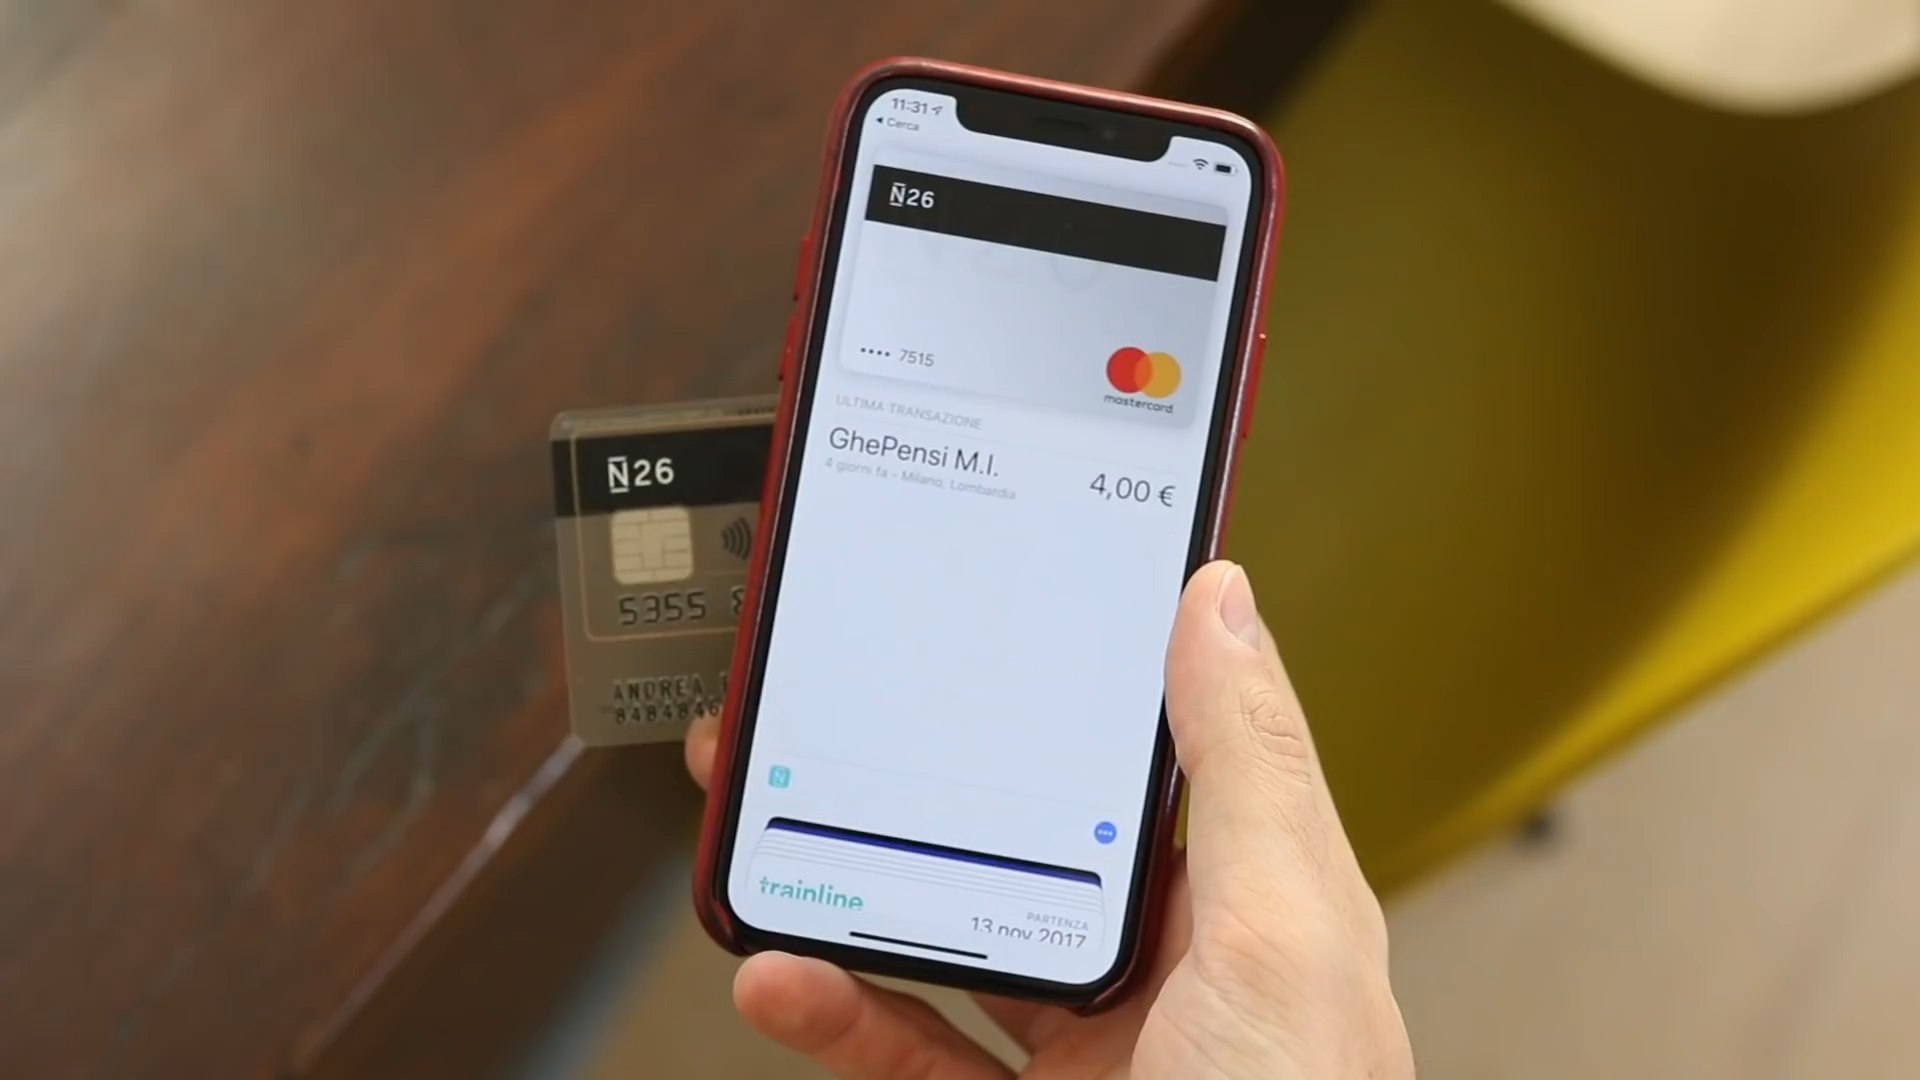 11:31
Cerca
N26
•••• 7515
mastercard
ULTIMA TRANSAZIONE
GhePensi M.I.
4,00 €
4 giorni fa - Milano, Lombardia
trainline
PARTENZA
13 nov 2017
N26
5355
ANDREA
8484846